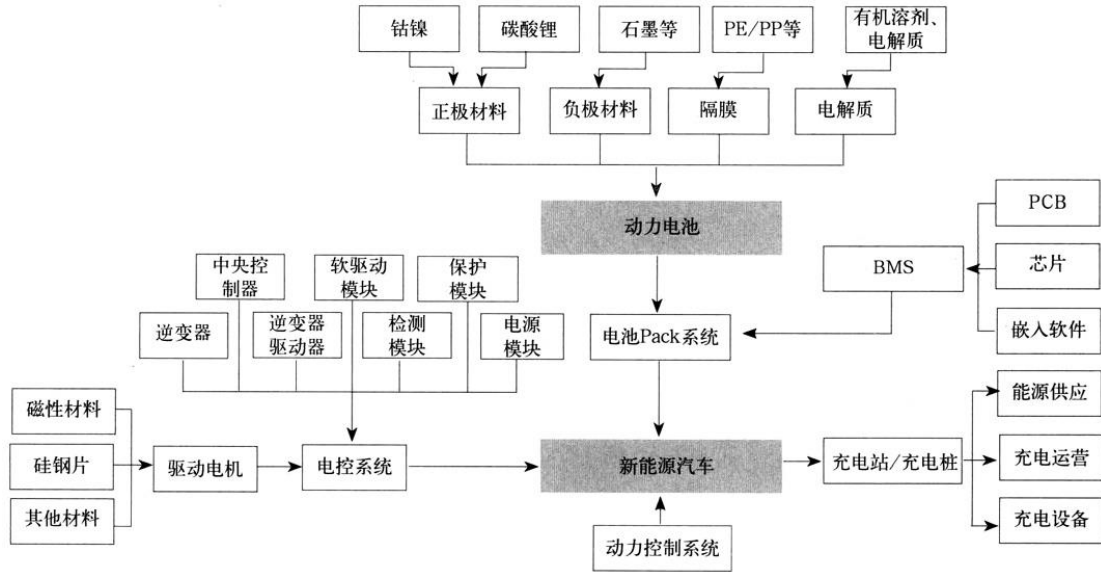 钴镍
碳酸锂
石墨等
PE/PP等
有机溶剂、
电解质
正极材料
负极材料
隔膜
电解质
动力电池
PCB
BMS
芯片
嵌入软件
中央控
制器
软驱动
模块
保护
模块
逆变器
逆变器
驱动器
检测
模块
电源
模块
电池Pack系统
磁性材料
硅钢片
其他材料
驱动电机
电控系统
新能源汽车
充电站/充电桩
能源供应
充电运营
充电设备
动力控制系统